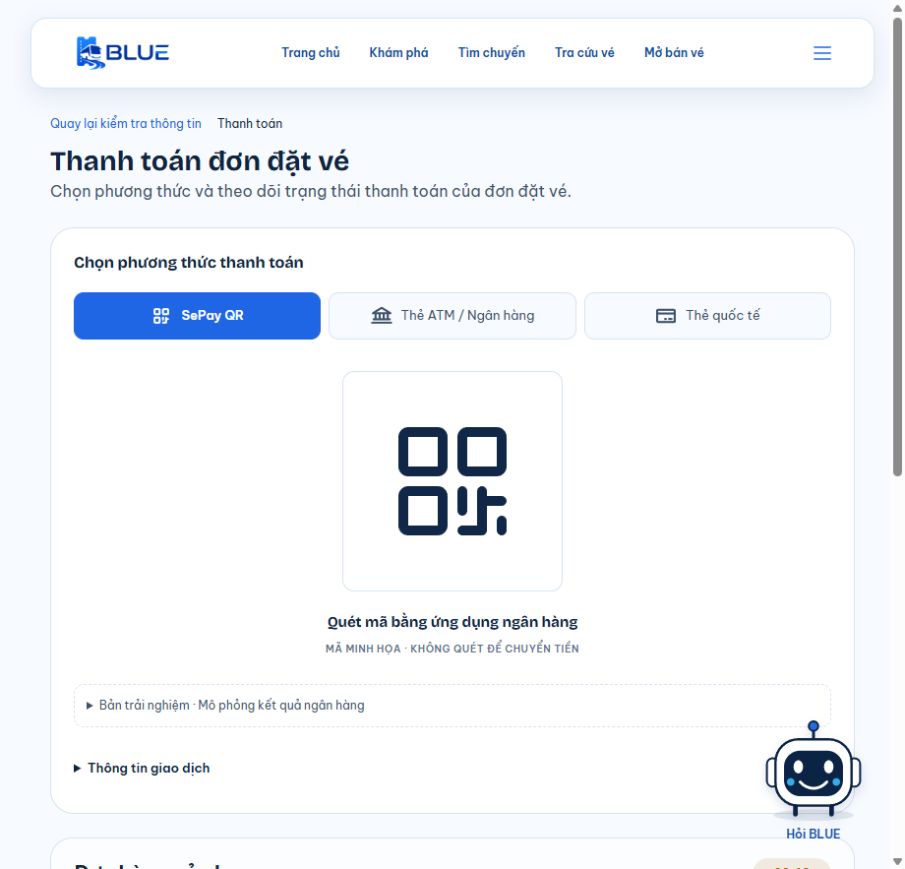 BLUE
Trang chủ
Khám phá
Tìm chuyến
Tra cứu vé
Mở bán vé
Quay lại kiểm tra thông tin
Thanh toán
Thanh toán đơn đặt vé
Chọn phương thức và theo dõi trạng thái thanh toán của đơn đặt vé.
Chọn phương thức thanh toán
SePay QR
Thẻ ATM / Ngân hàng
Thẻ quốc tế
Quét mã bằng ứng dụng ngân hàng
MÃ MINH HỌA · KHÔNG QUÉT ĐỂ CHUYỂN TIỀN
Bản trải nghiệm · Mô phỏng kết quả ngân hàng
Thông tin giao dịch
Hỏi BLUE